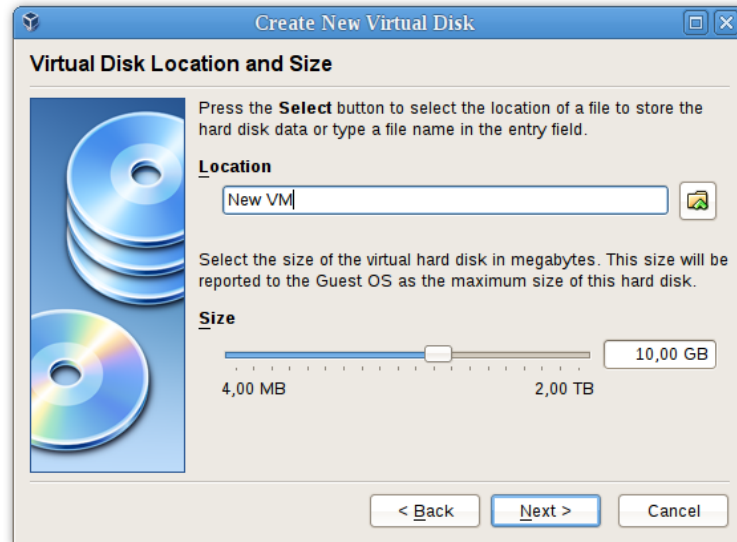 Create New Virtual Disk
Virtual Disk Location and Size
Press the Select button to select the location of a file to store the
hard disk data or type a file name in the entry field.
Location
New VM
Select the size of the virtual hard disk in megabytes. This size will be
reported to the Guest OS as the maximum size of this hard disk.
Size
10,00 GB
4,00 MB 2,00 TB
< Back Next > Cancel